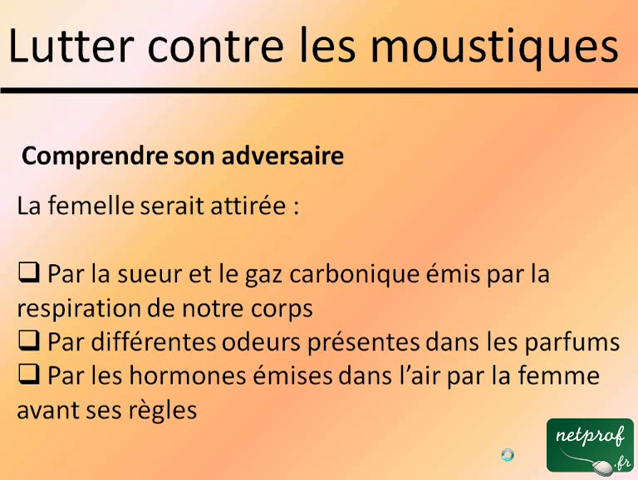 Lutter contre les moustiques
Comprendre son adversaire
La femelle serait attirée :
❑ Par la sueur et le gaz carbonique émis par la
respiration de notre corps
❑ Par différentes odeurs présentes dans les parfums
❑ Par les hormones émises dans l’air par la femme
avant ses règles
netprof
.fr